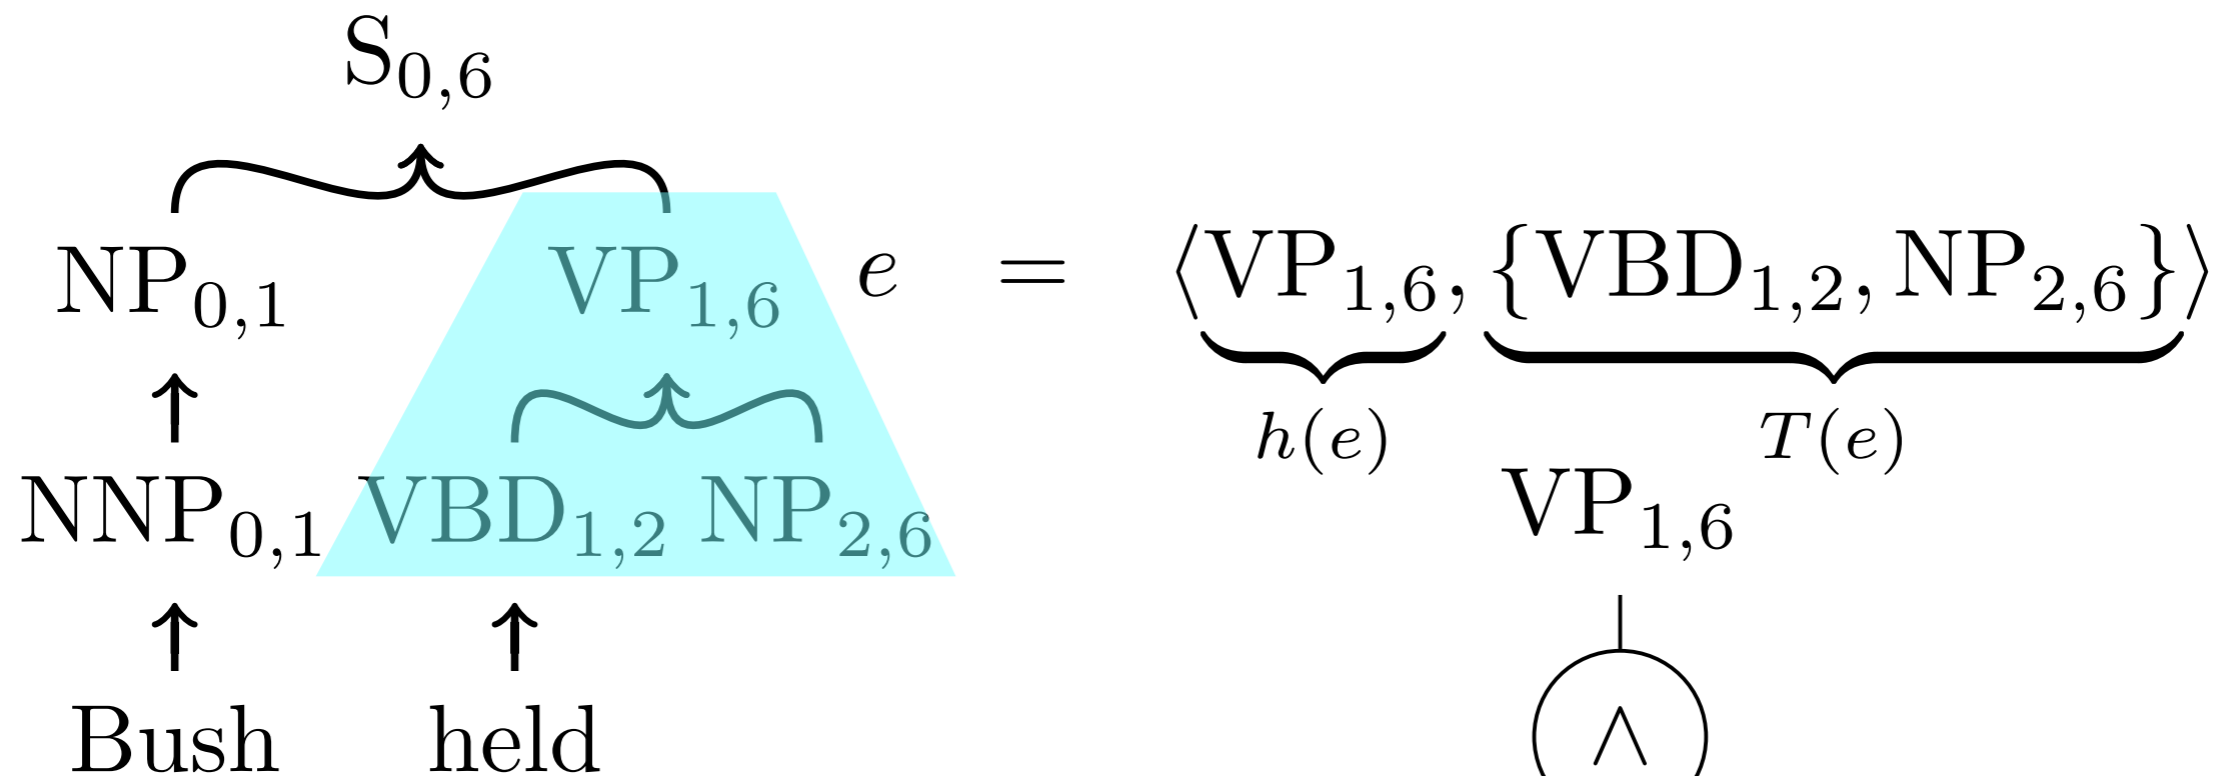 S0,6
NP0,1 VP1,6 e = ⟨VP1,6, {VBD1,2, NP2,6}⟩
h(e) T(e)
NNP0,1 VBD1,2 NP2,6 VP1,6
Bush held ∧